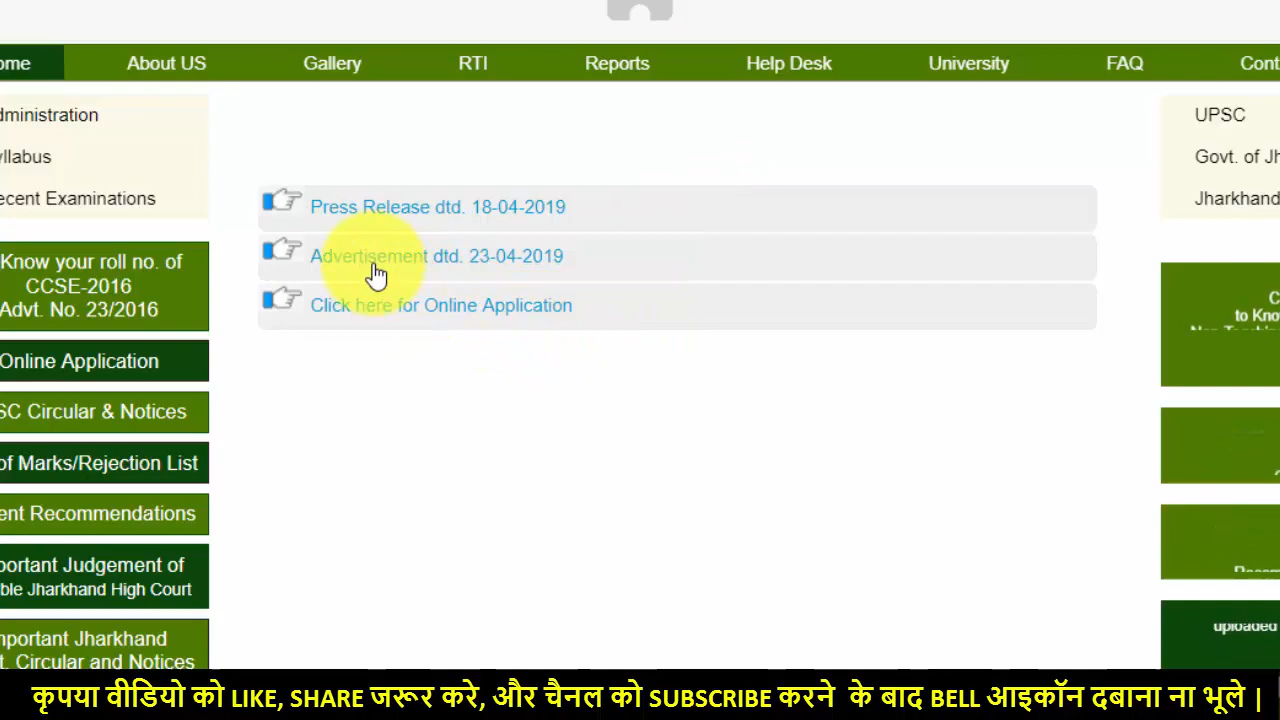 ome About US Gallery RTI Reports Help Desk University FAQ Cont
dministration
yllabus
ecent Examinations
Know your roll no. of
CCSE-2016
Advt. No. 23/2016
Online Application
SC Circular & Notices
of Marks/Rejection List
ent Recommendations
portant Judgement of
ble Jharkhand High Court
mportant Jharkhand
t. Circular and Notices
Press Release dtd. 18-04-2019
Advertisement dtd. 23-04-2019
Click here for Online Application
UPSC
Govt. of Jh
Jharkhand
C
to Kno
uploaded
कृपया वीडियो को LIKE, SHARE जरूर करे, और चैनल को SUBSCRIBE करने के बाद BELL आइकॉन दबाना ना भूले |